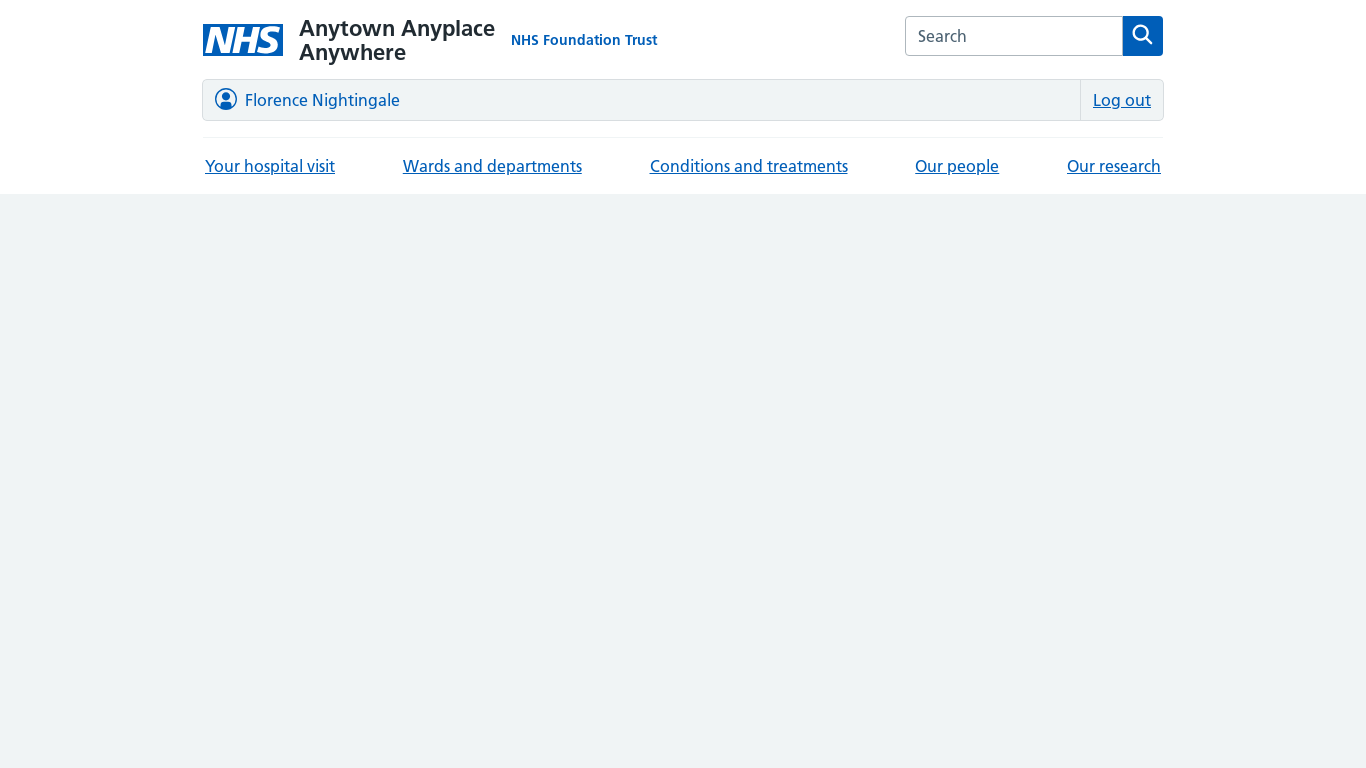 NHS
Anytown Anyplace
Anywhere
NHS Foundation Trust
Search
Florence Nightingale
Log out
Your hospital visit
Wards and departments
Conditions and treatments
Our people
Our research